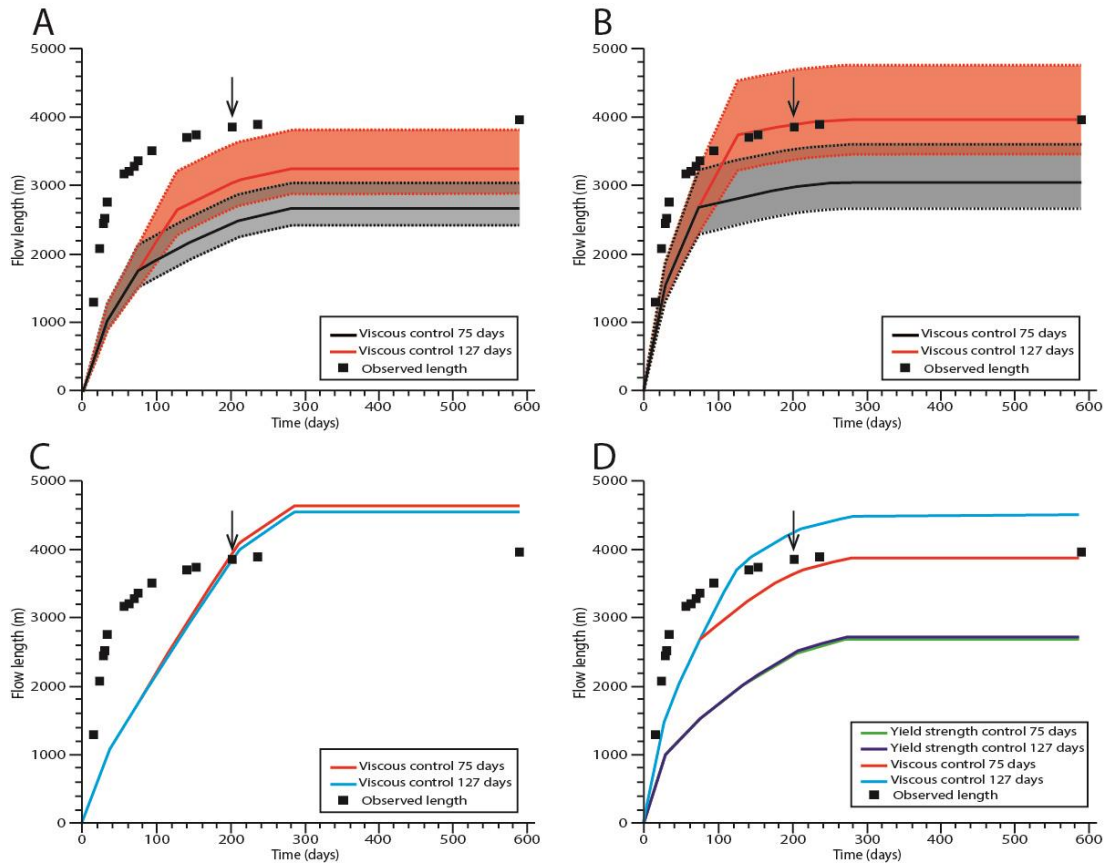 A
5000
4000
3000
2000
1000
0
Flow length (m)
0 100 200 300 400 500 600
Time (days)
Viscous control 75 days
Viscous control 127 days
Observed length
B
5000
4000
3000
2000
1000
0
Flow length (m)
0 100 200 300 400 500 600
Time (days)
Viscous control 75 days
Viscous control 127 days
Observed length
C
5000
4000
3000
2000
1000
0
Flow length (m)
0 100 200 300 400 500 600
Time (days)
Viscous control 75 days
Viscous control 127 days
Observed length
D
5000
4000
3000
2000
1000
0
Flow length (m)
0 100 200 300 400 500 600
Time (days)
Yield strength control 75 days
Yield strength control 127 days
Viscous control 75 days
Viscous control 127 days
Observed length